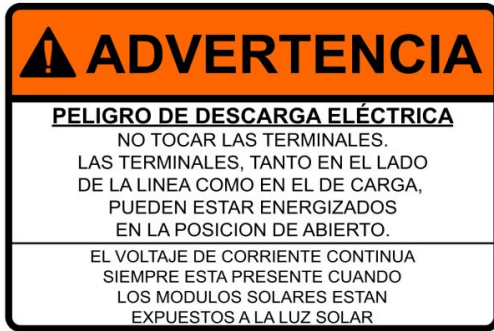 ADVERTENCIA
PELIGRO DE DESCARGA ELÉCTRICA
NO TOCAR LAS TERMINALES.
LAS TERMINALES, TANTO EN EL LADO
DE LA LINEA COMO EN EL DE CARGA,
PUEDEN ESTAR ENERGIZADOS
EN LA POSICION DE ABIERTO.
EL VOLTAJE DE CORRIENTE CONTINUA
SIEMPRE ESTA PRESENTE CUANDO
LOS MODULOS SOLARES ESTAN
EXPUESTOS A LA LUZ SOLAR